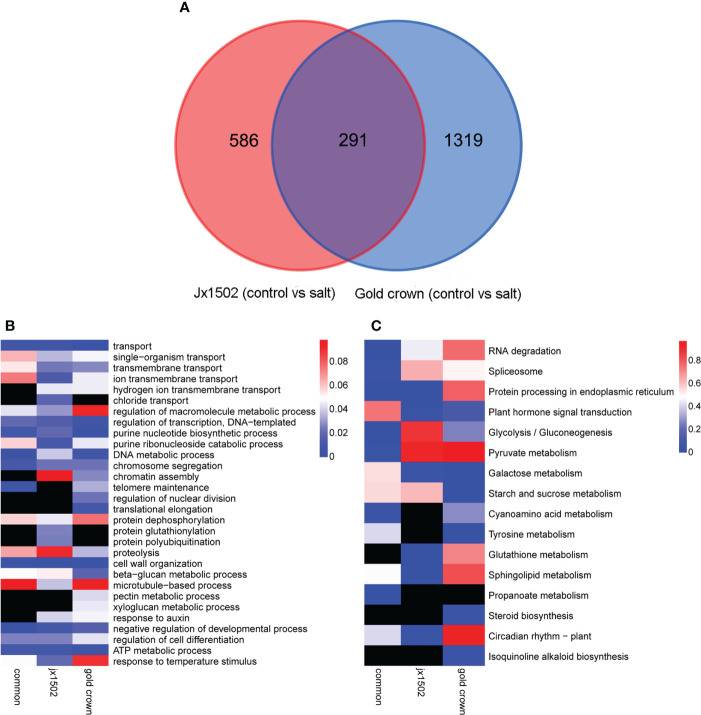 A
586
291
1319
Jx1502 (control vs salt)
Gold crown (control vs salt)
B
transport
single−organism transport
transmembrane transport
ion transmembrane transport
hydrogen ion transmembrane transport
chloride transport
regulation of macromolecule metabolic process
regulation of transcription, DNA−templated
purine nucleotide biosynthetic process
purine ribonucleoside catabolic process
DNA metabolic process
chromosome segregation
chromatin assembly
telomere maintenance
regulation of nuclear division
translational elongation
protein dephosphorylation
protein glutathionylation
protein polyubiquitination
proteolysis
cell wall organization
beta−glucan metabolic process
microtubule−based process
pectin metabolic process
xyloglucan metabolic process
response to auxin
negative regulation of developmental process
regulation of cell differentiation
ATP metabolic process
response to temperature stimulus
common
jx1502
gold crown
0.08
0.06
0.04
0.02
0
C
RNA degradation
Spliceosome
Protein processing in endoplasmic reticulum
Plant hormone signal transduction
Glycolysis / Gluconeogenesis
Pyruvate metabolism
Galactose metabolism
Starch and sucrose metabolism
Cyanoamino acid metabolism
Tyrosine metabolism
Glutathione metabolism
Sphingolipid metabolism
Propanoate metabolism
Steroid biosynthesis
Circadian rhythm − plant
Isoquinoline alkaloid biosynthesis
common
jx1502
gold crown
0.8
0.6
0.4
0.2
0